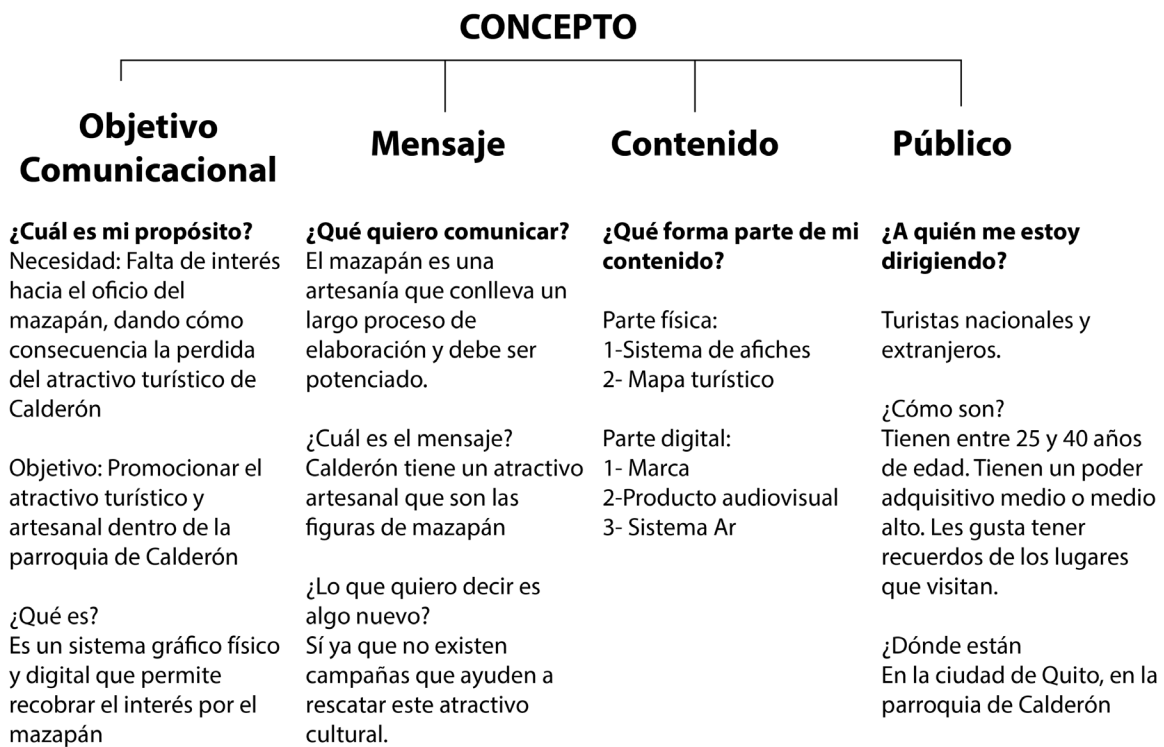 CONCEPTO
Objetivo
Comunicacional
¿Cuál es mi propósito?
Necesidad: Falta de interés
hacia el oficio del
mazapán, dando cómo
consecuencia la perdida
del atractivo turístico de
Calderón
Objetivo: Promocionar el
atractivo turístico y
artesanal dentro de la
parroquia de Calderón
¿Qué es?
Es un sistema gráfico físico
y digital que permite
recobrar el interés por el
mazapán
Mensaje
¿Qué quiero comunicar?
El mazapán es una
artesanía que conlleva un
largo proceso de
elaboración y debe ser
potenciado.
¿Cuál es el mensaje?
Calderón tiene un atractivo
artesanal que son las
figuras de mazapán
¿Lo que quiero decir es
algo nuevo?
Sí ya que no existen
campañas que ayuden a
rescatar este atractivo
cultural.
Contenido
¿Qué forma parte de mi
contenido?
Parte física:
1-Sistema de afiches
2- Mapa turístico
Parte digital:
1- Marca
2-Producto audiovisual
3- Sistema Ar
Público
¿A quién me estoy
dirigiendo?
Turistas nacionales y
extranjeros.
¿Cómo son?
Tienen entre 25 y 40 años
de edad. Tienen un poder
adquisitivo medio o medio
alto. Les gusta tener
recuerdos de los lugares
que visitan.
¿Dónde están
En la ciudad de Quito, en la
parroquia de Calderón